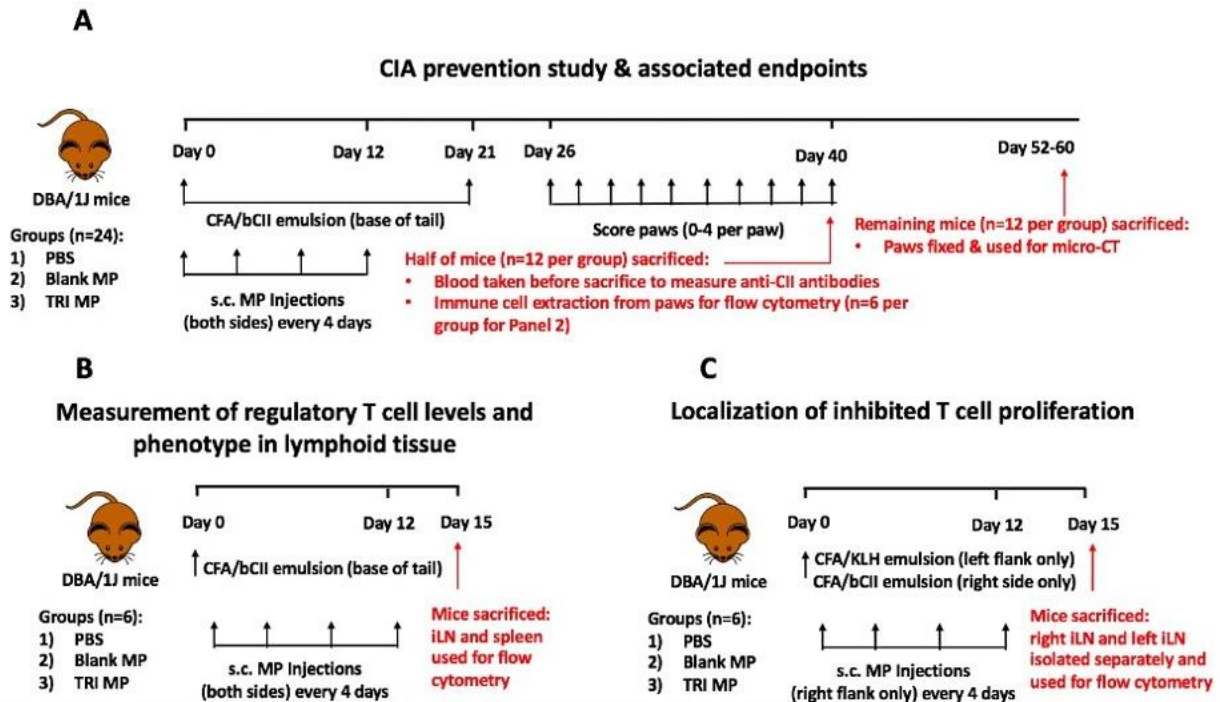 A
CIA prevention study & associated endpoints
Day 0
Day 12
Day 21
Day 26
Day 40
Day 52-60
DBA/1J mice
CFA/bCII emulsion (base of tail)
Score paws (0-4 per paw)
Groups (n=24):
1) PBS
2) Blank MP
3) TRI MP
s.c. MP Injections
(both sides) every 4 days
Half of mice (n=12 per group) sacrificed:
• Blood taken before sacrifice to measure anti-CII antibodies
• Immune cell extraction from paws for flow cytometry (n=6 per
group for Panel 2)
Remaining mice (n=12 per group) sacrificed:
• Paws fixed & used for micro-CT
B
Measurement of regulatory T cell levels and
phenotype in lymphoid tissue
Day 0
Day 12
Day 15
DBA/1J mice
CFA/bCII emulsion (base of tail)
Groups (n=6):
1) PBS
2) Blank MP
3) TRI MP
s.c. MP Injections
(both sides) every 4 days
Mice sacrificed:
iLN and spleen
used for flow
cytometry
C
Localization of inhibited T cell proliferation
Day 0
Day 12
Day 15
DBA/1J mice
CFA/KLH emulsion (left flank only)
CFA/bCII emulsion (right side only)
Groups (n=6):
1) PBS
2) Blank MP
3) TRI MP
s.c. MP Injections
(right flank only) every 4 days
Mice sacrificed:
right iLN and left iLN
isolated separately and
used for flow cytometry